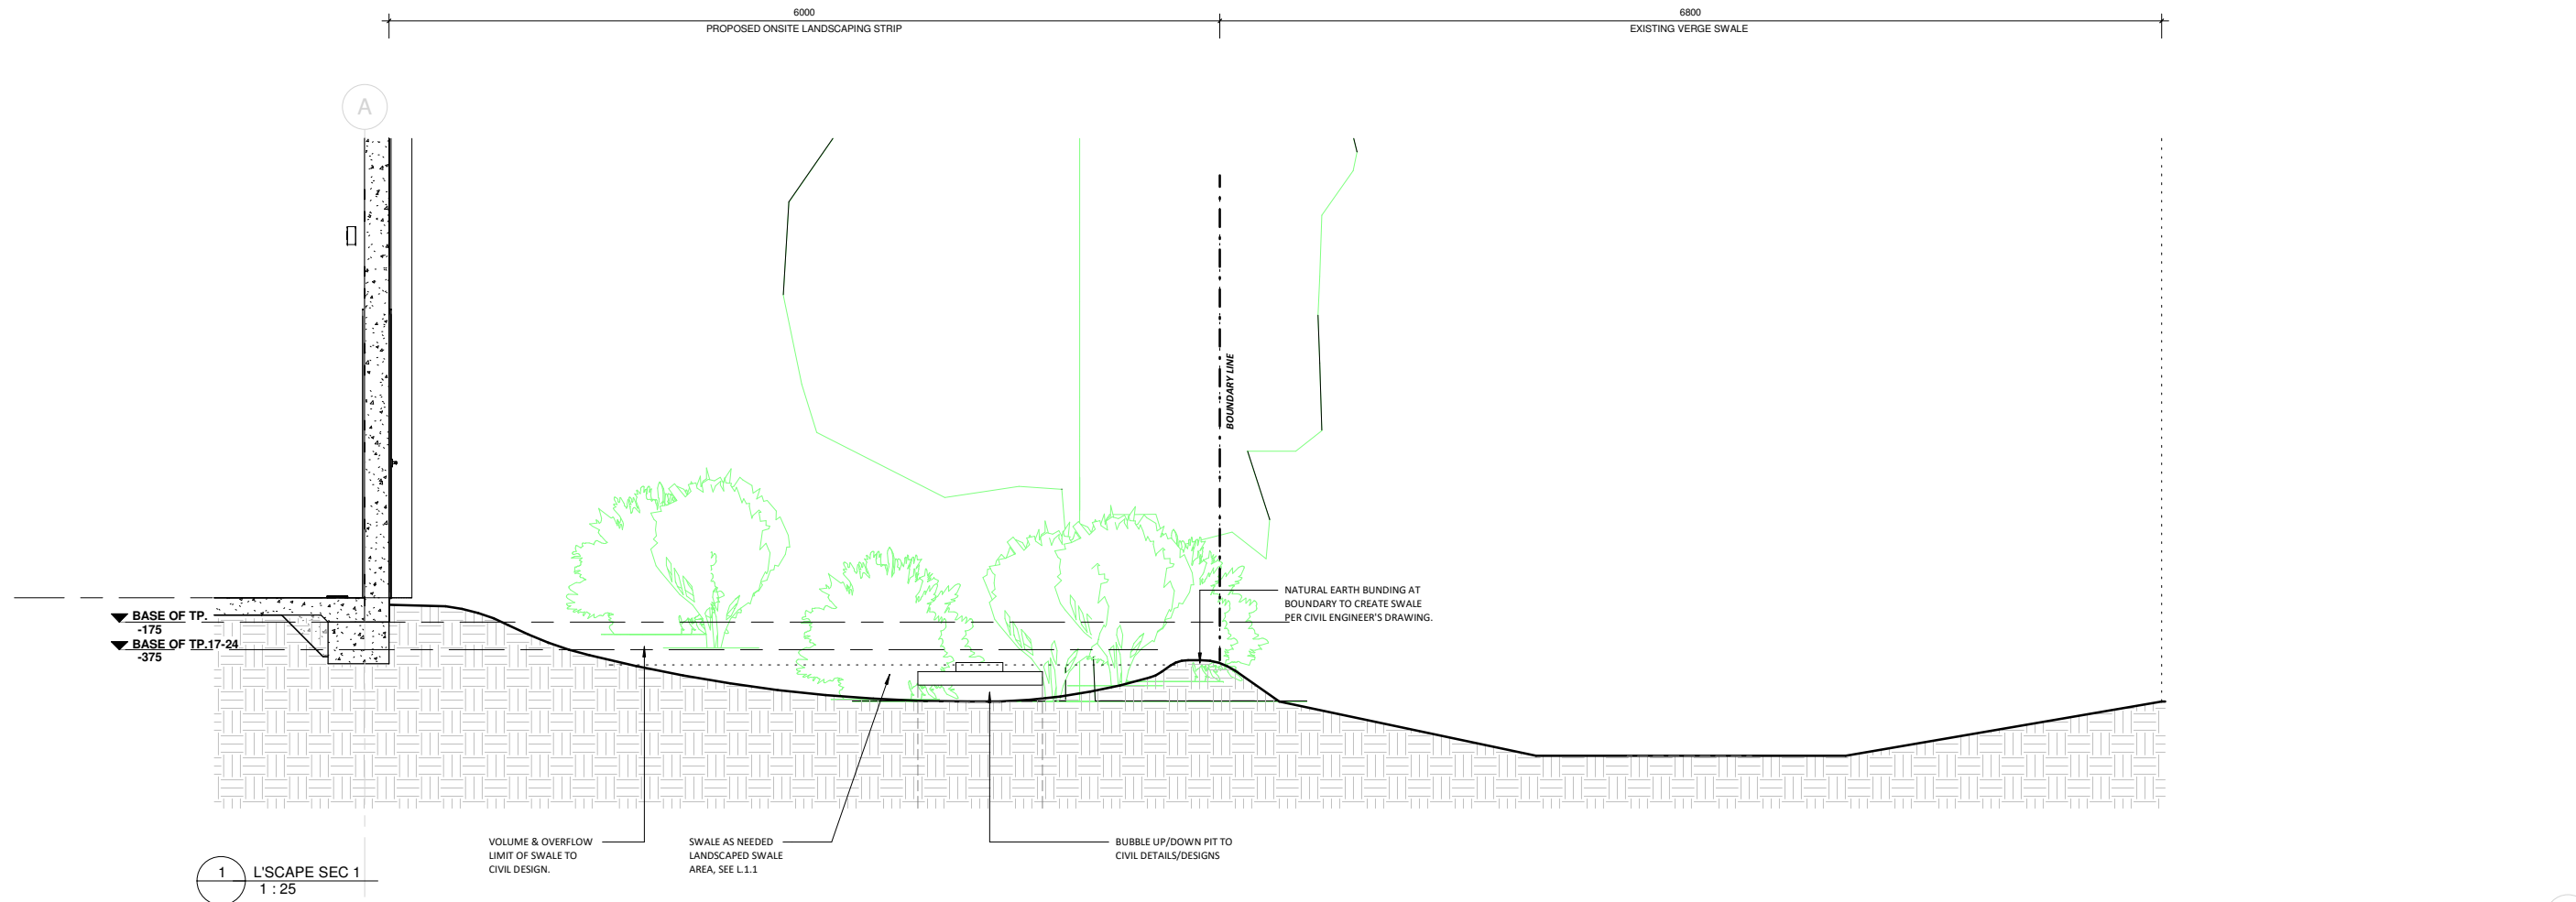 6000
PROPOSED ONSITE LANDSCAPING STRIP
6800
EXISTING VERGE SWALE
A
BOUNDARY LINE
NATURAL EARTH BUNDING AT
BOUNDARY TO CREATE SWALE
PER CIVIL ENGINEER'S DRAWING.
BASE OF TP.
-175
BASE OF TP.17-24
-375
VOLUME & OVERFLOW
LIMIT OF SWALE TO
CIVIL DESIGN.
SWALE AS NEEDED
LANDSCAPED SWALE
AREA, SEE L.1.1
BUBBLE UP/DOWN PIT TO
CIVIL DETAILS/DESIGNS
1
L'SCAPE SEC 1
1 : 25